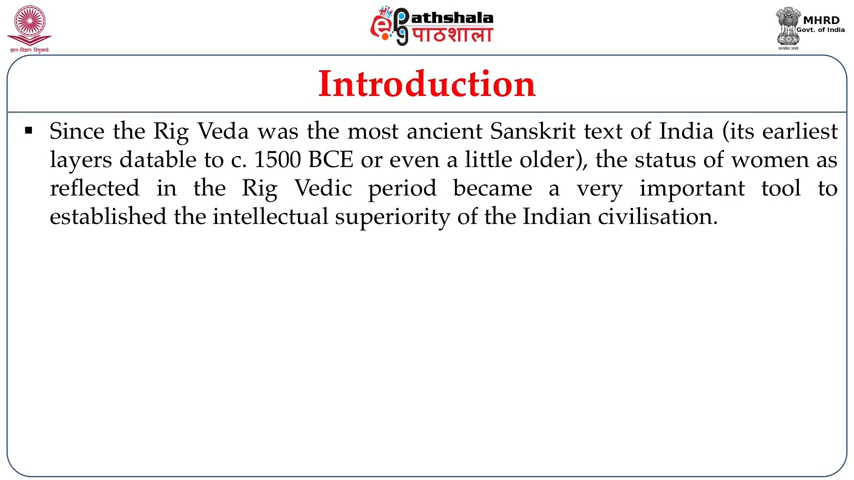 ePathshala
पाठशाला
MHRD
Govt. of India
ज्ञान-विज्ञान विमुक्तये
Introduction
▪ Since the Rig Veda was the most ancient Sanskrit text of India (its earliest
layers datable to c. 1500 BCE or even a little older), the status of women as
reflected in the Rig Vedic period became a very important tool to
established the intellectual superiority of the Indian civilisation.